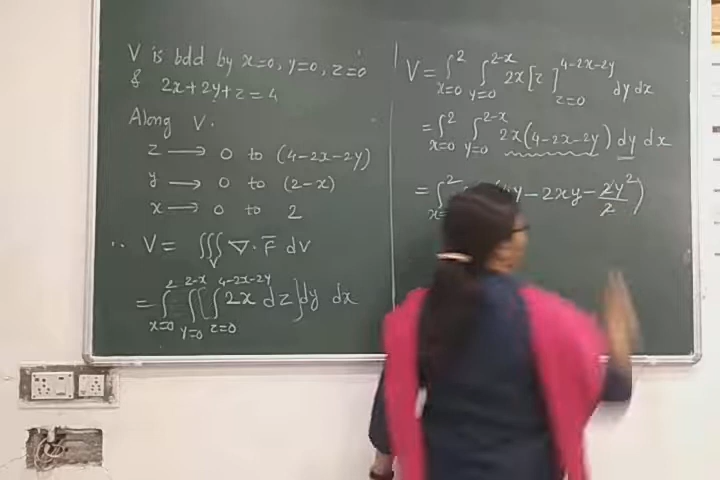 V is bdd by x=0, y=0, z=0
& 2x+2y+z=4
Along V.
z ⟶ 0 to (4-2x-2y)
y ⟶ 0 to (2-x)
x ⟶ 0 to 2
∴ V = ∭_V ∇·F̅ dV
= ∫_{x=0}^{2} ∫_{y=0}^{2-x} [∫_{z=0}^{4-2x-2y} 2x dz] dy dx
V = ∫_{x=0}^{2} ∫_{y=0}^{2-x} 2x [z]_{z=0}^{4-2x-2y} dy dx
= ∫_{x=0}^{2} ∫_{y=0}^{2-x} 2x(4-2x-2y) dy dx
= ∫_{x=0}^{2} y - 2xy - 2y²/2)